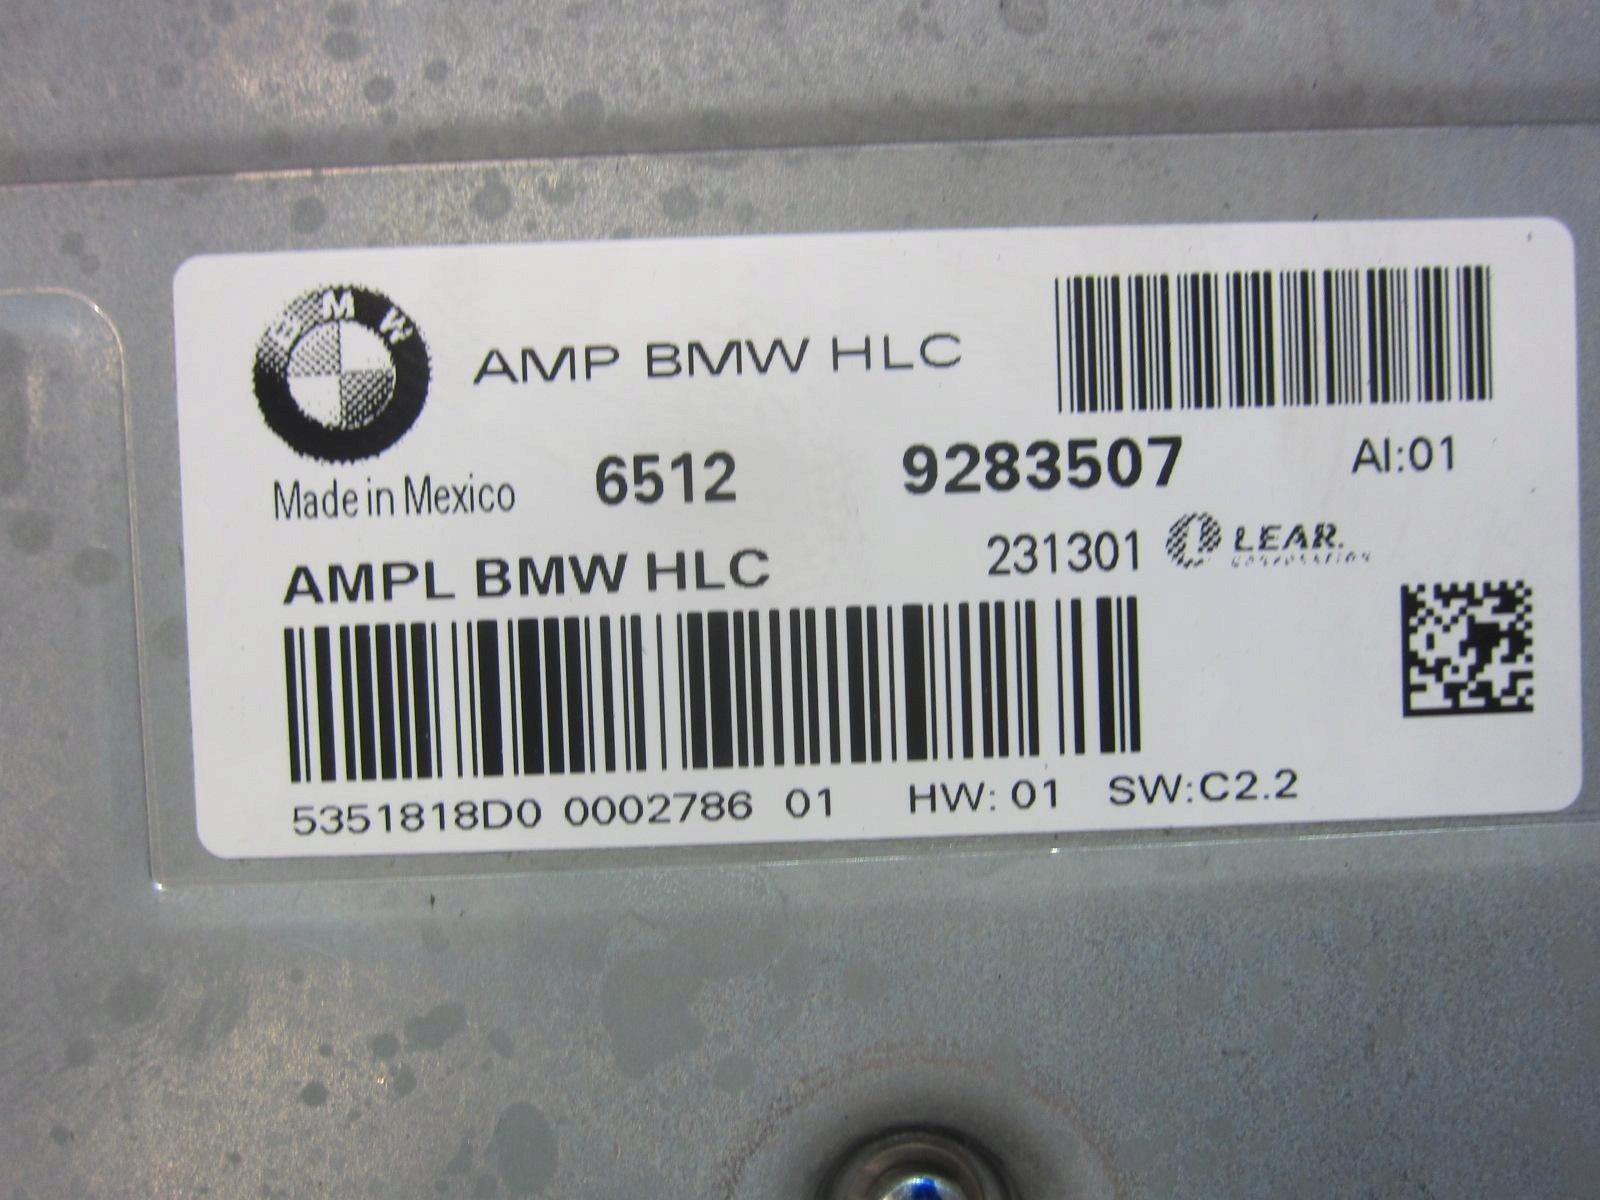 BMW
AMP BMW HLC
Made in Mexico 6512 9283507 AI:01
AMPL BMW HLC 231301 LEAR.
CORPORATION
5351818D0 0002786 01 HW: 01 SW:C2.2